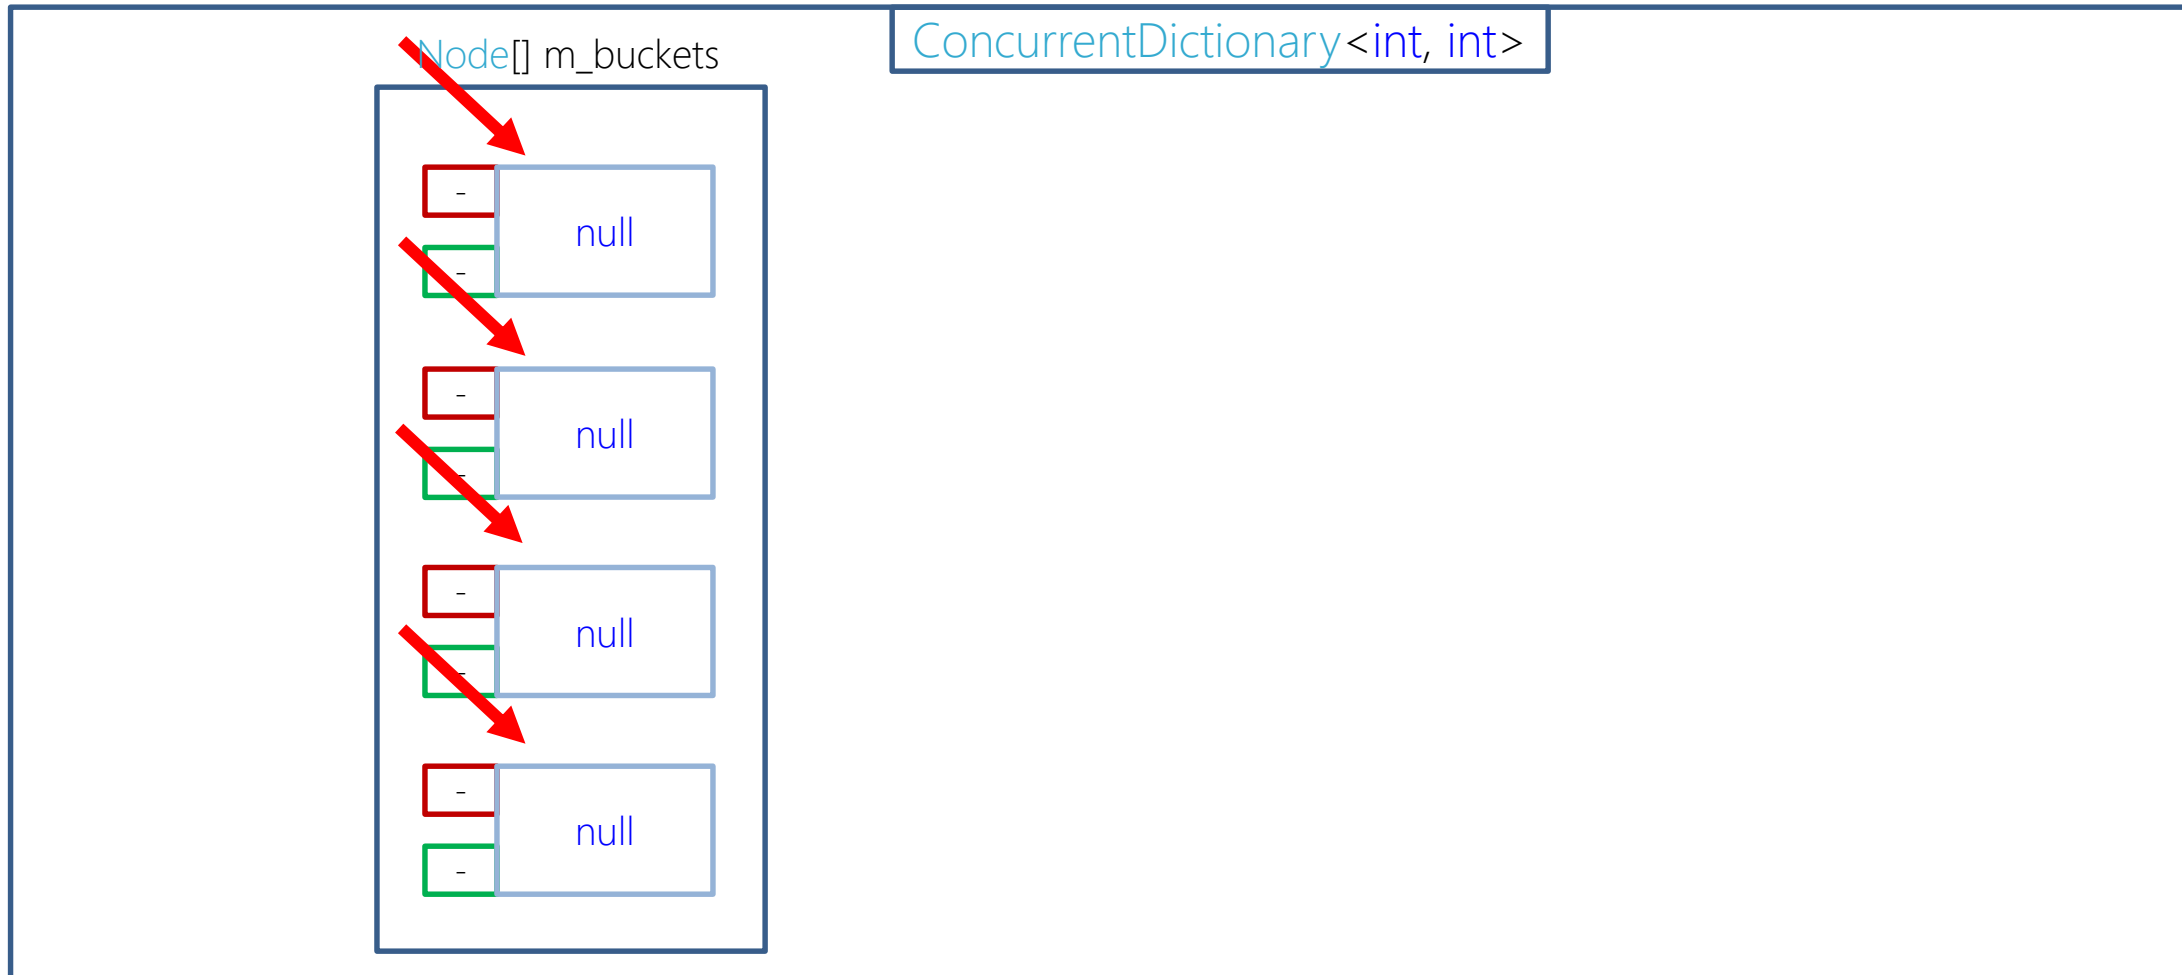 ConcurrentDictionary<int, int>
Node[] m_buckets
-
null
-
-
null
-
-
null
-
-
null
-